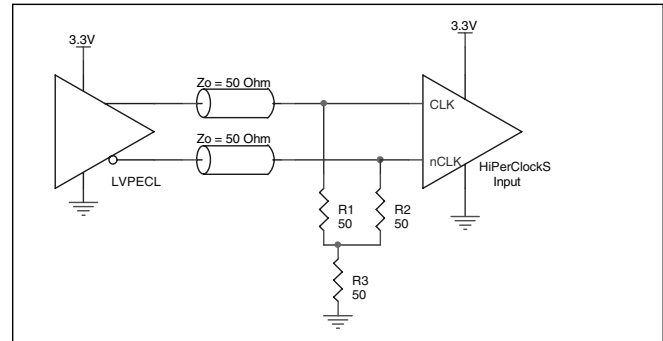 3.3V
3.3V
Zo = 50 Ohm
CLK
Zo = 50 Ohm
nCLK
LVPECL
HiPerClockS
Input
R1
50
R2
50
R3
50